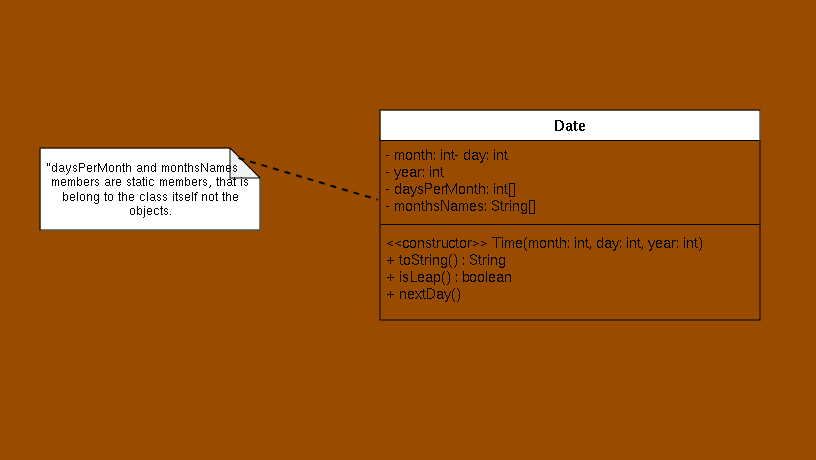 Date
"daysPerMonth and monthsNames
members are static members, that is
belong to the class itself not the
objects.
- month: int- day: int
- year: int
- daysPerMonth: int[]
- monthsNames: String[]
<<constructor>> Time(month: int, day: int, year: int)
+ toString() : String
+ isLeap() : boolean
+ nextDay()